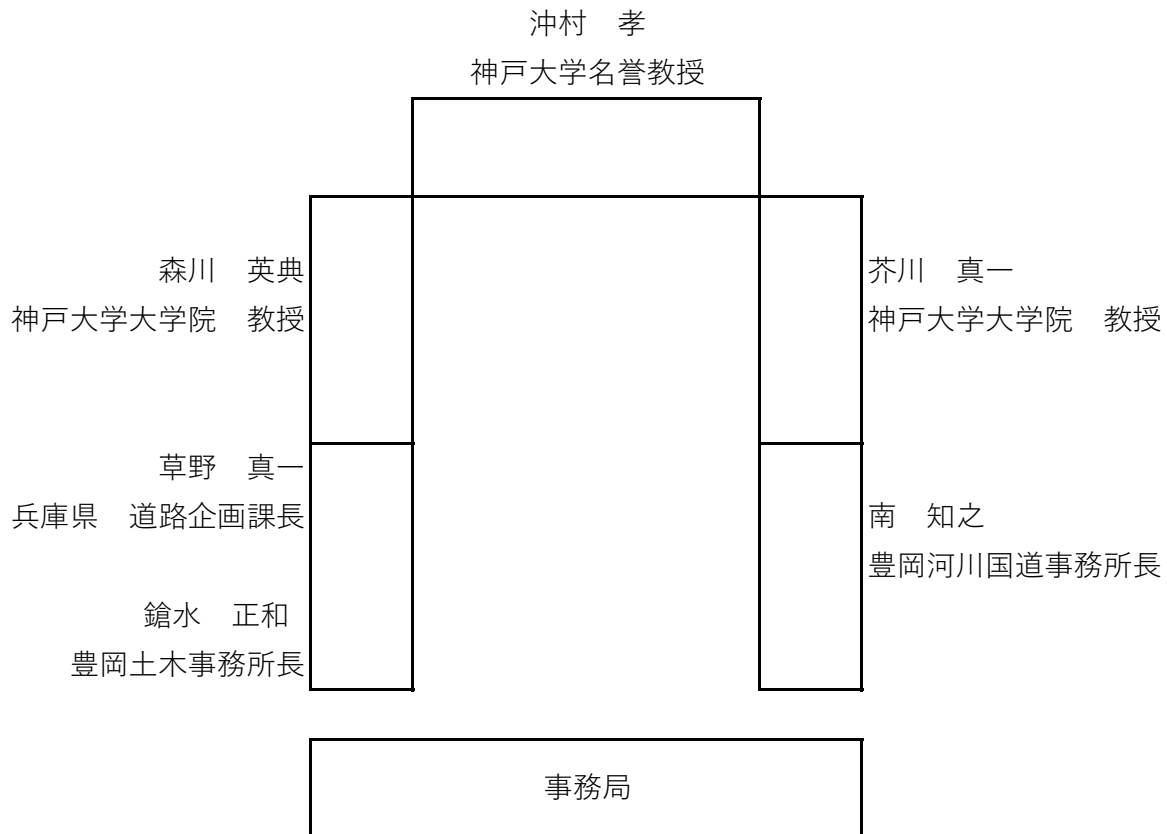 沖村　孝
神戸大学名誉教授
森川　英典
神戸大学大学院　教授
芥川　真一
神戸大学大学院　教授
草野　真一
兵庫県　道路企画課長
南　知之
豊岡河川国道事務所長
鎗水　正和
豊岡土木事務所長
事務局